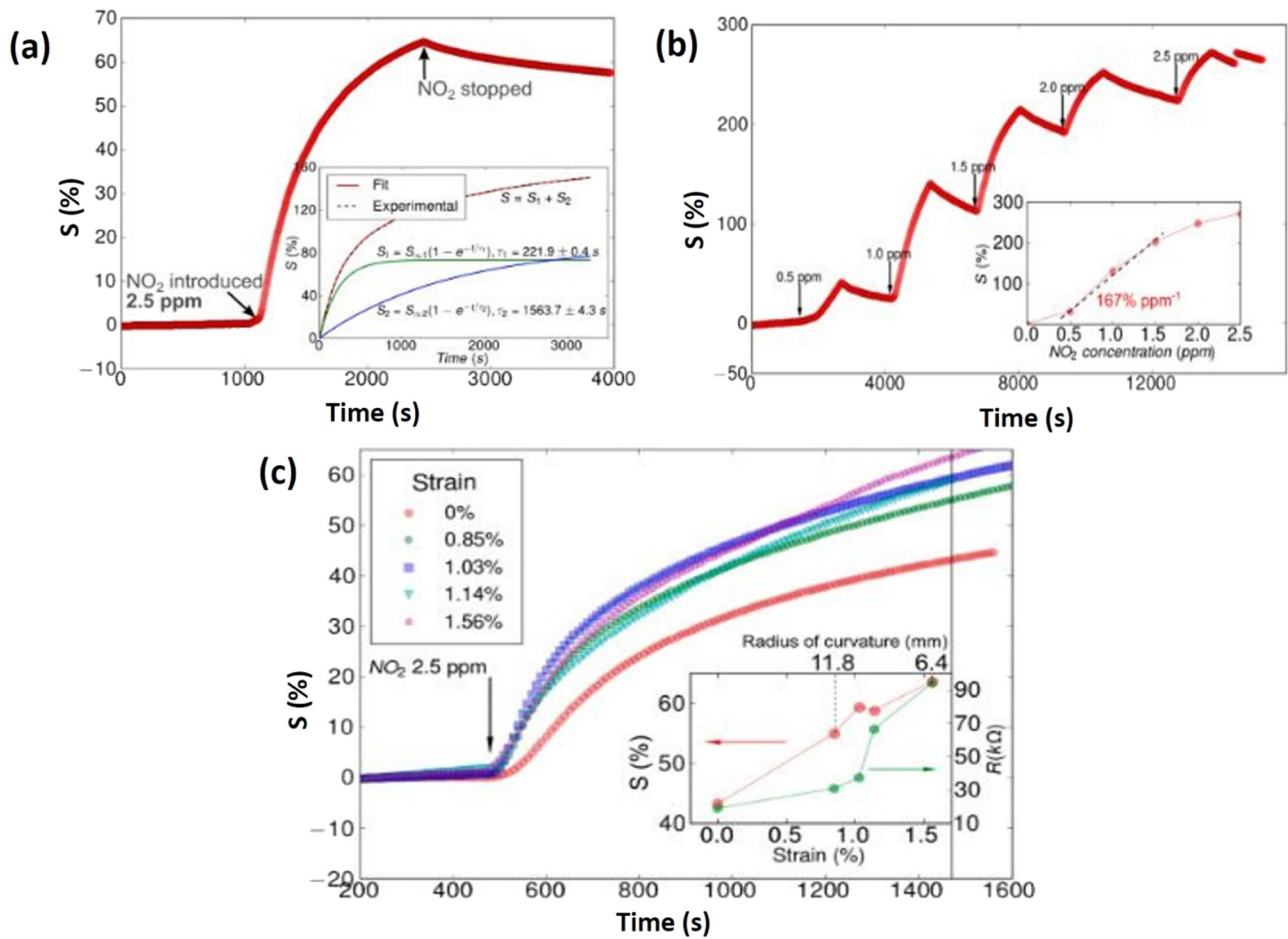 (a)
70
60
50
40
30
20
10
0
−10
S (%)
NO2 stopped
NO2 introduced
2.5 ppm
160
120
80
40
0
S (%)
Fit
Experimental
S = S1 + S2
S1 = S∞1(1 − e^−t/τ1), τ1 = 221.9 ± 0.4 s
S2 = S∞2(1 − e^−t/τ2), τ2 = 1563.7 ± 4.3 s
0 1000 2000 3000
Time (s)
0 1000 2000 3000 4000
Time (s)
(b)
300
200
100
0
−50
S (%)
0.5 ppm
1.0 ppm
1.5 ppm
2.0 ppm
2.5 ppm
300
200
100
0
S (%)
167% ppm-1
0.0 0.5 1.0 1.5 2.0 2.5
NO2 concentration (ppm)
0 4000 8000 12000
Time (s)
(c)
60
50
40
30
20
10
0
−10
−20
S (%)
Strain
0%
0.85%
1.03%
1.14%
1.56%
NO2 2.5 ppm
Radius of curvature (mm)
11.8 6.4
60
50
40
S (%)
90
70
50
30
10
R(kΩ)
0.0 0.5 1.0 1.5
Strain (%)
200 400 600 800 1000 1200 1400 1600
Time (s)